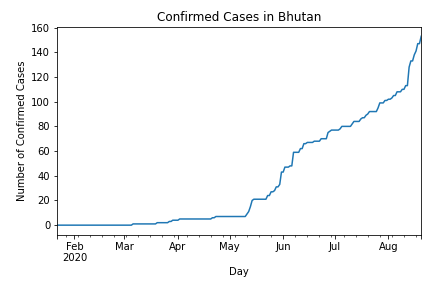 Confirmed Cases in Bhutan
160
140
120
100
80
60
40
20
0
Number of Confirmed Cases
Feb Mar Apr May Jun Jul Aug
2020
Day